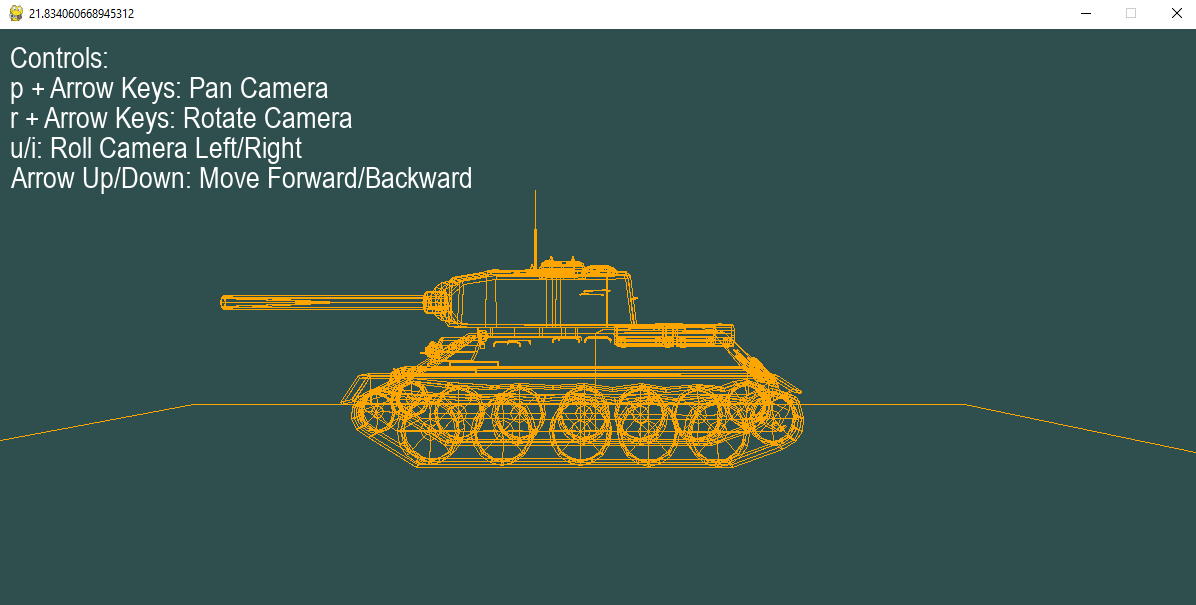 21.834060668945312
Controls:
p + Arrow Keys: Pan Camera
r + Arrow Keys: Rotate Camera
u/i: Roll Camera Left/Right
Arrow Up/Down: Move Forward/Backward